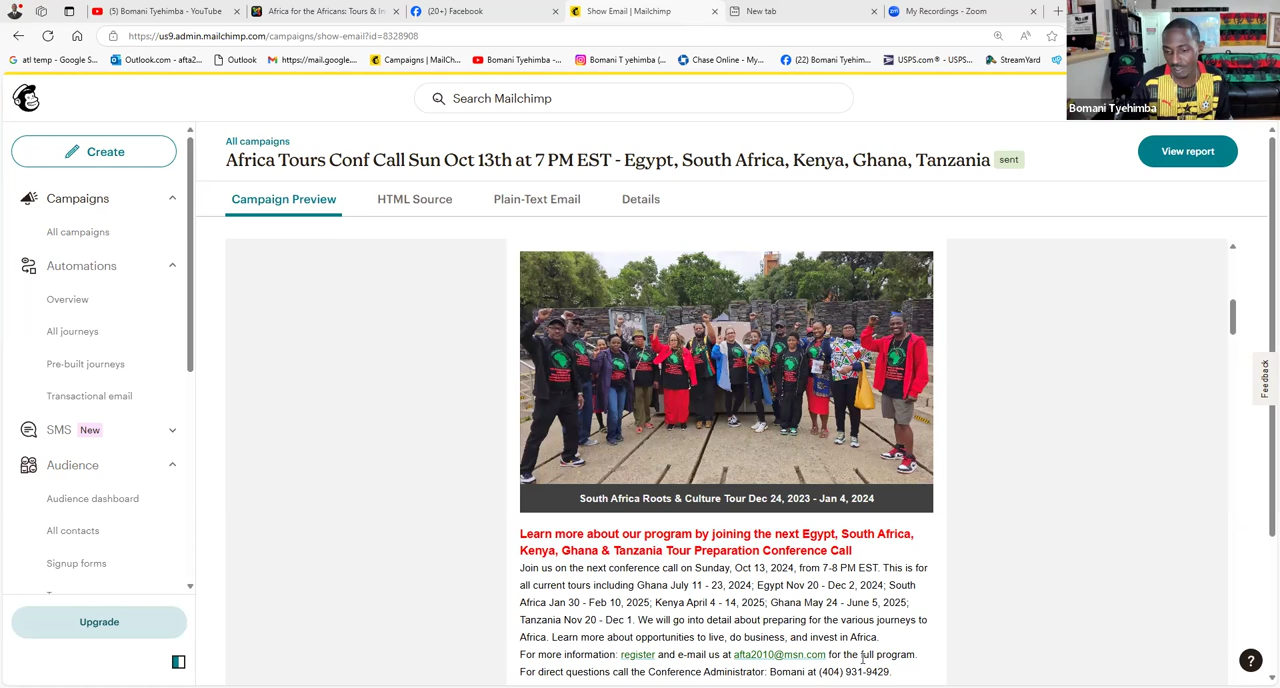 (5) Bomani Tyehimba - YouTube
Africa for the Africans: Tours & In
(20+) Facebook
Show Email | Mailchimp
New tab
My Recordings - Zoom
https://us9.admin.mailchimp.com/campaigns/show-email?id=8328908
atl temp - Google S...
Outlook.com - afta2...
Outlook
https://mail.google....
Campaigns | MailCh...
Bomani Tyehimba -...
Bomani T yehimba (...
Chase Online - My...
(22) Bomani Tyehim...
USPS.com® - USPS...
StreamYard
Bomani Tyehimba
Search Mailchimp
Create
Campaigns
All campaigns
Automations
Overview
All journeys
Pre-built journeys
Transactional email
SMS New
Audience
Audience dashboard
All contacts
Signup forms
Upgrade
All campaigns
Africa Tours Conf Call Sun Oct 13th at 7 PM EST - Egypt, South Africa, Kenya, Ghana, Tanzania sent
View report
Campaign Preview
HTML Source
Plain-Text Email
Details
South Africa Roots & Culture Tour Dec 24, 2023 - Jan 4, 2024
Learn more about our program by joining the next Egypt, South Africa,
Kenya, Ghana & Tanzania Tour Preparation Conference Call
Join us on the next conference call on Sunday, Oct 13, 2024, from 7-8 PM EST. This is for
all current tours including Ghana July 11 - 23, 2024; Egypt Nov 20 - Dec 2, 2024; South
Africa Jan 30 - Feb 10, 2025; Kenya April 4 - 14, 2025; Ghana May 24 - June 5, 2025;
Tanzania Nov 20 - Dec 1. We will go into detail about preparing for the various journeys to
Africa. Learn more about opportunities to live, do business, and invest in Africa.
For more information: register and e-mail us at afta2010@msn.com for the full program.
For direct questions call the Conference Administrator: Bomani at (404) 931-9429.
Feedback
?